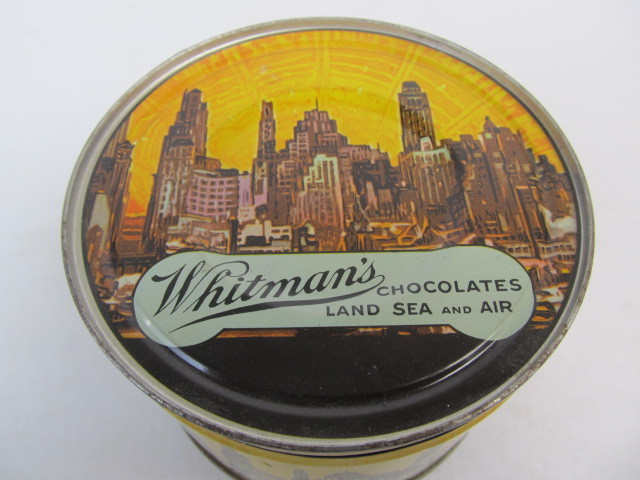 Whitman's
CHOCOLATES
LAND SEA AND AIR